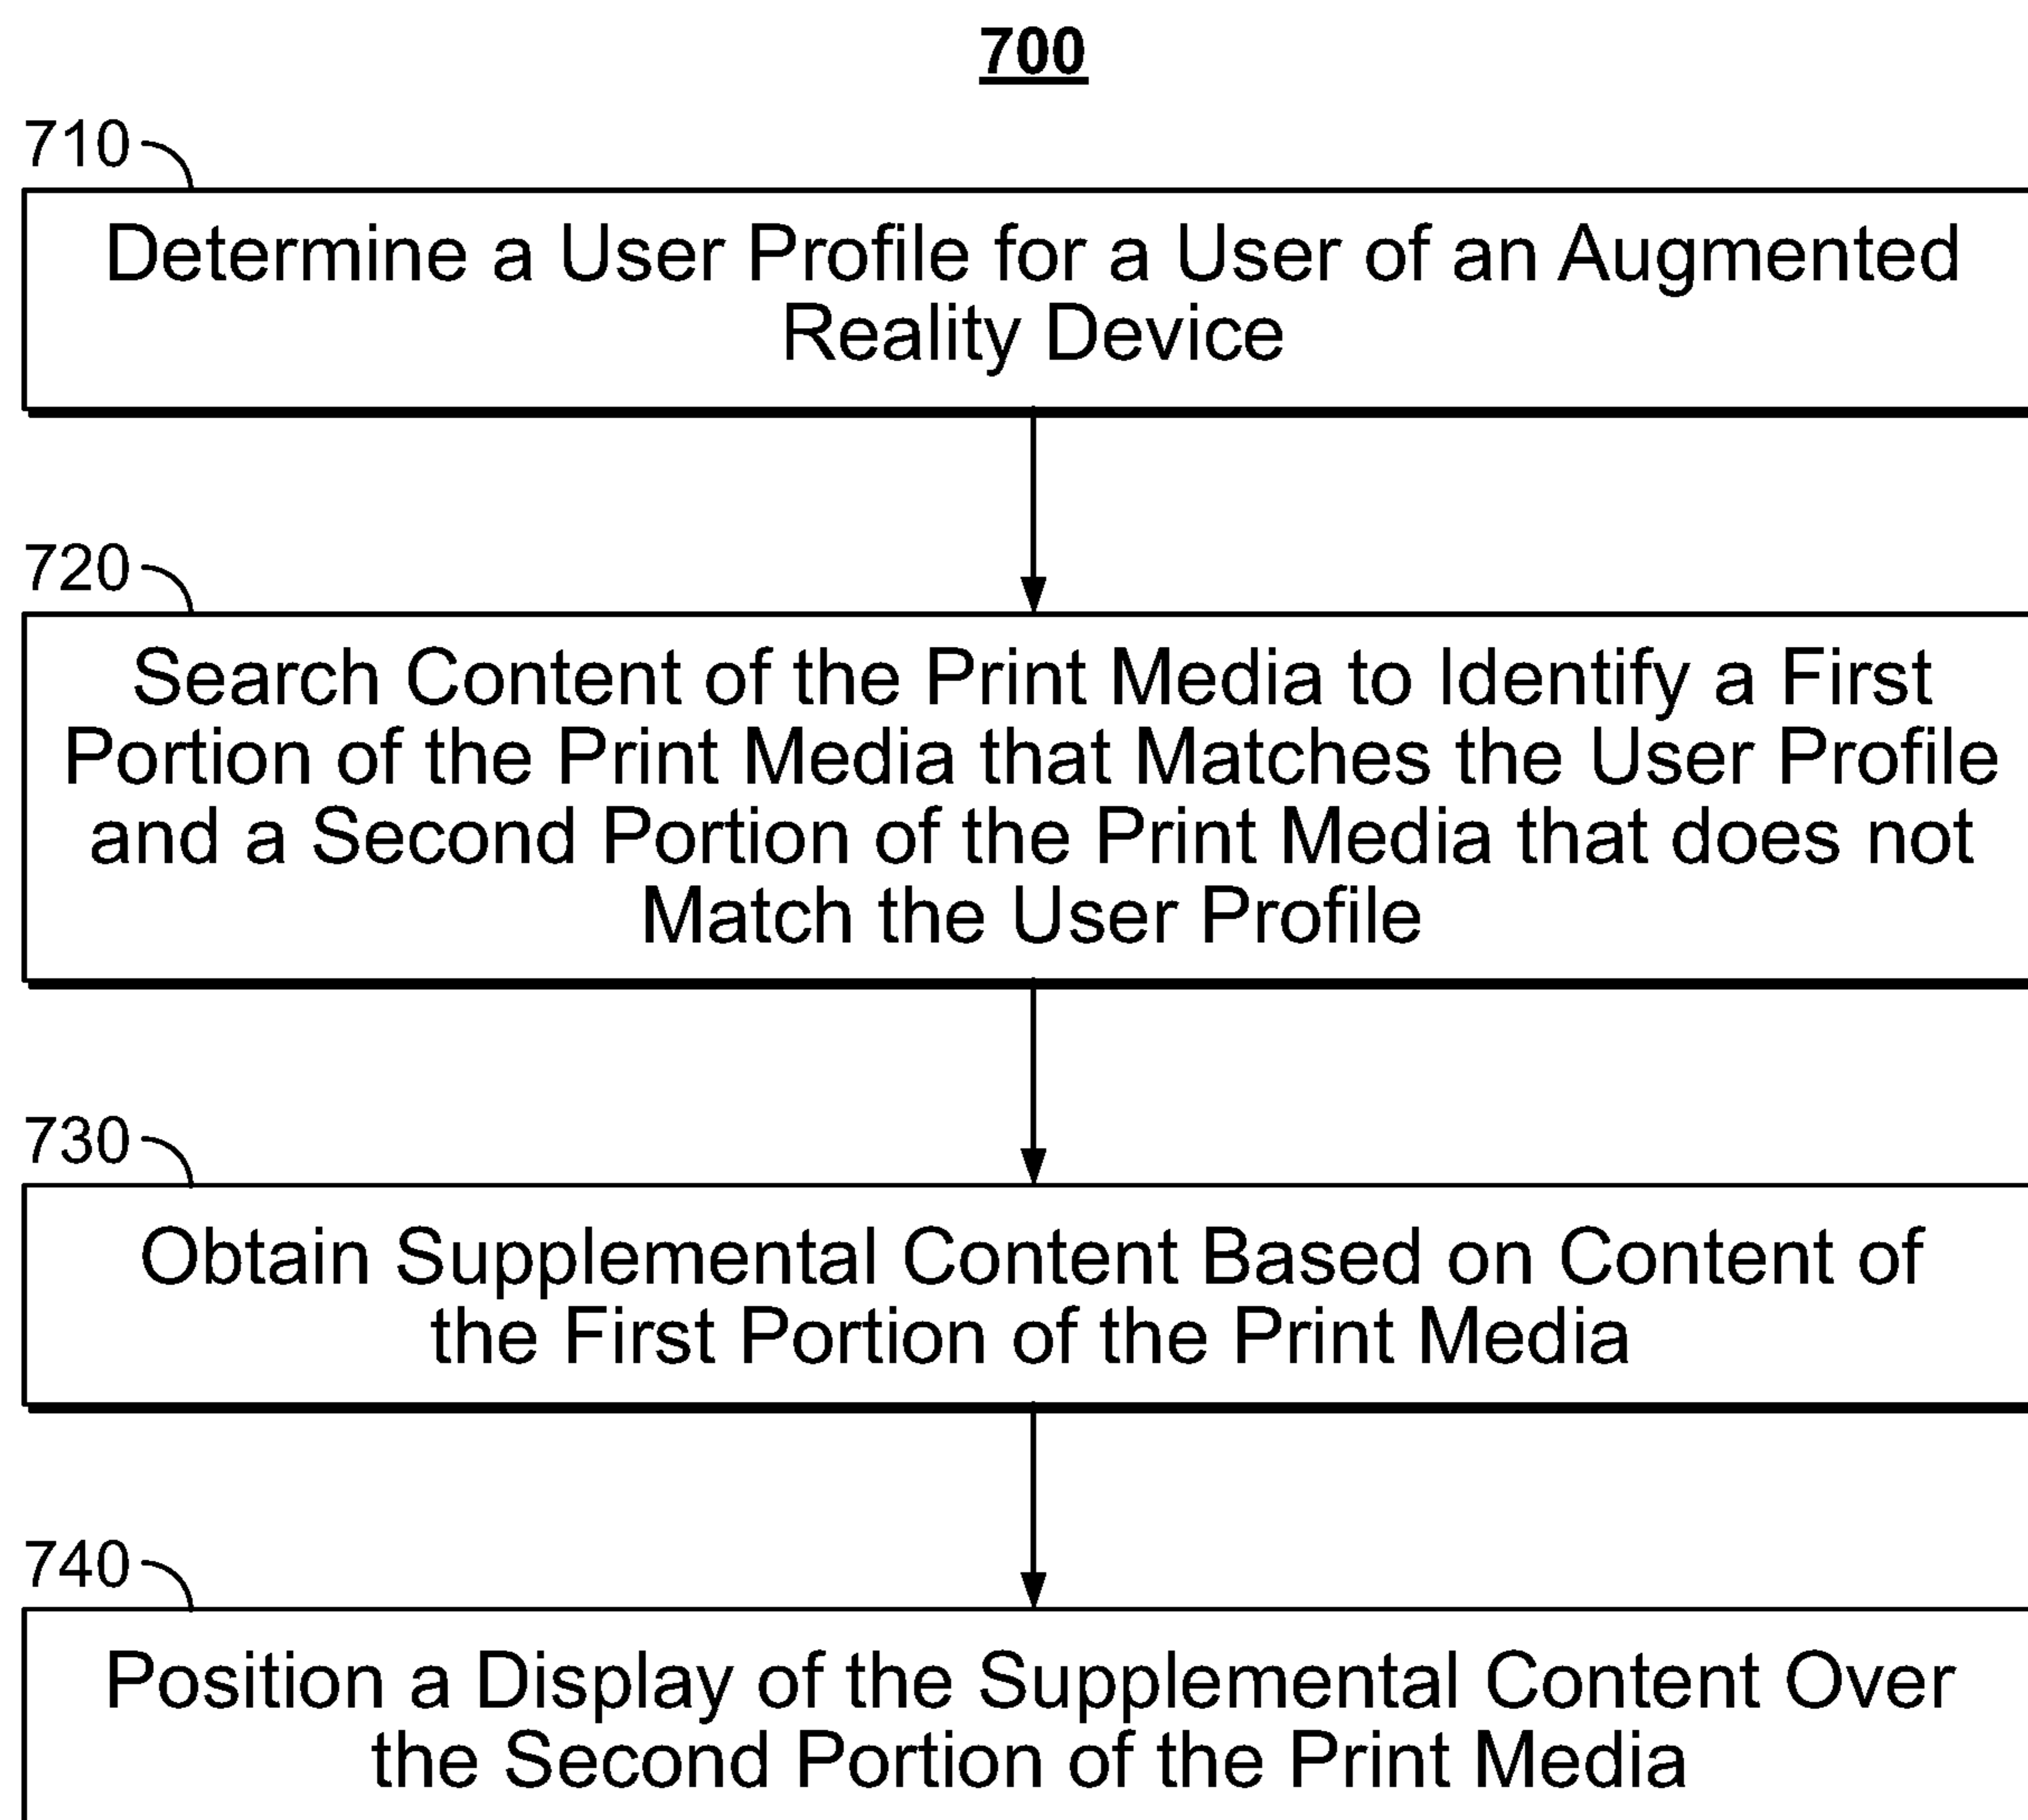 700
710
Determine a User Profile for a User of an Augmented
Reality Device
720
Search Content of the Print Media to Identify a First
Portion of the Print Media that Matches the User Profile
and a Second Portion of the Print Media that does not
Match the User Profile
730
Obtain Supplemental Content Based on Content of
the First Portion of the Print Media
740
Position a Display of the Supplemental Content Over
the Second Portion of the Print Media